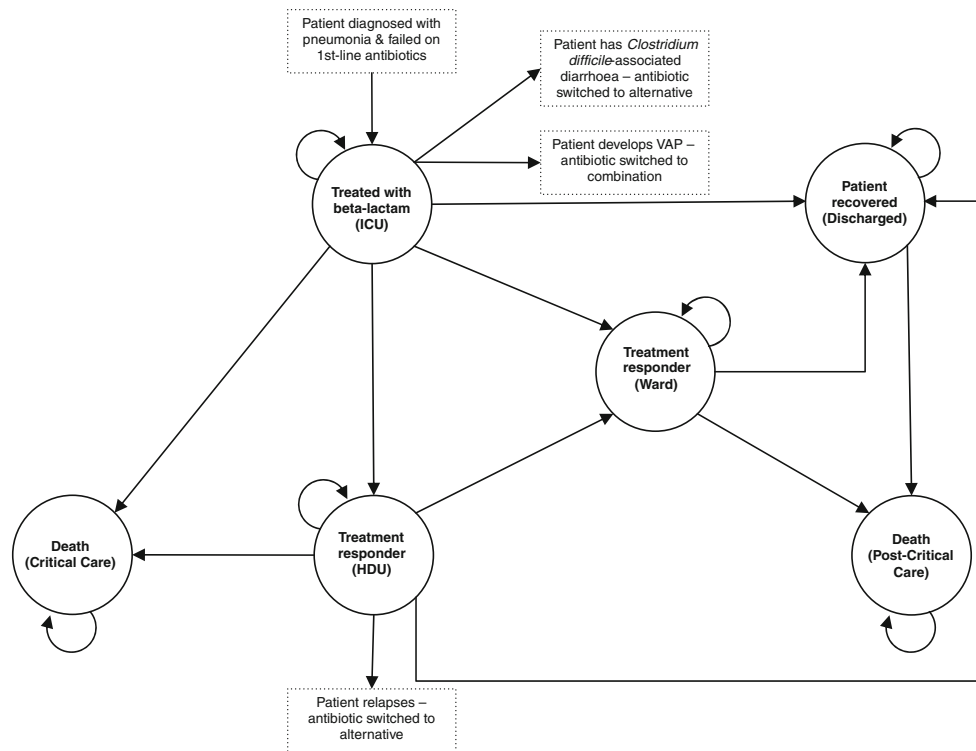 Patient diagnosed with
pneumonia & failed on
1st-line antibiotics
Patient has Clostridium
difficile-associated
diarrhoea – antibiotic
switched to alternative
Patient develops VAP –
antibiotic switched to
combination
Treated with
beta-lactam
(ICU)
Patient
recovered
(Discharged)
Treatment
responder
(Ward)
Death
(Critical Care)
Treatment
responder
(HDU)
Death
(Post-Critical
Care)
Patient relapses –
antibiotic switched to
alternative